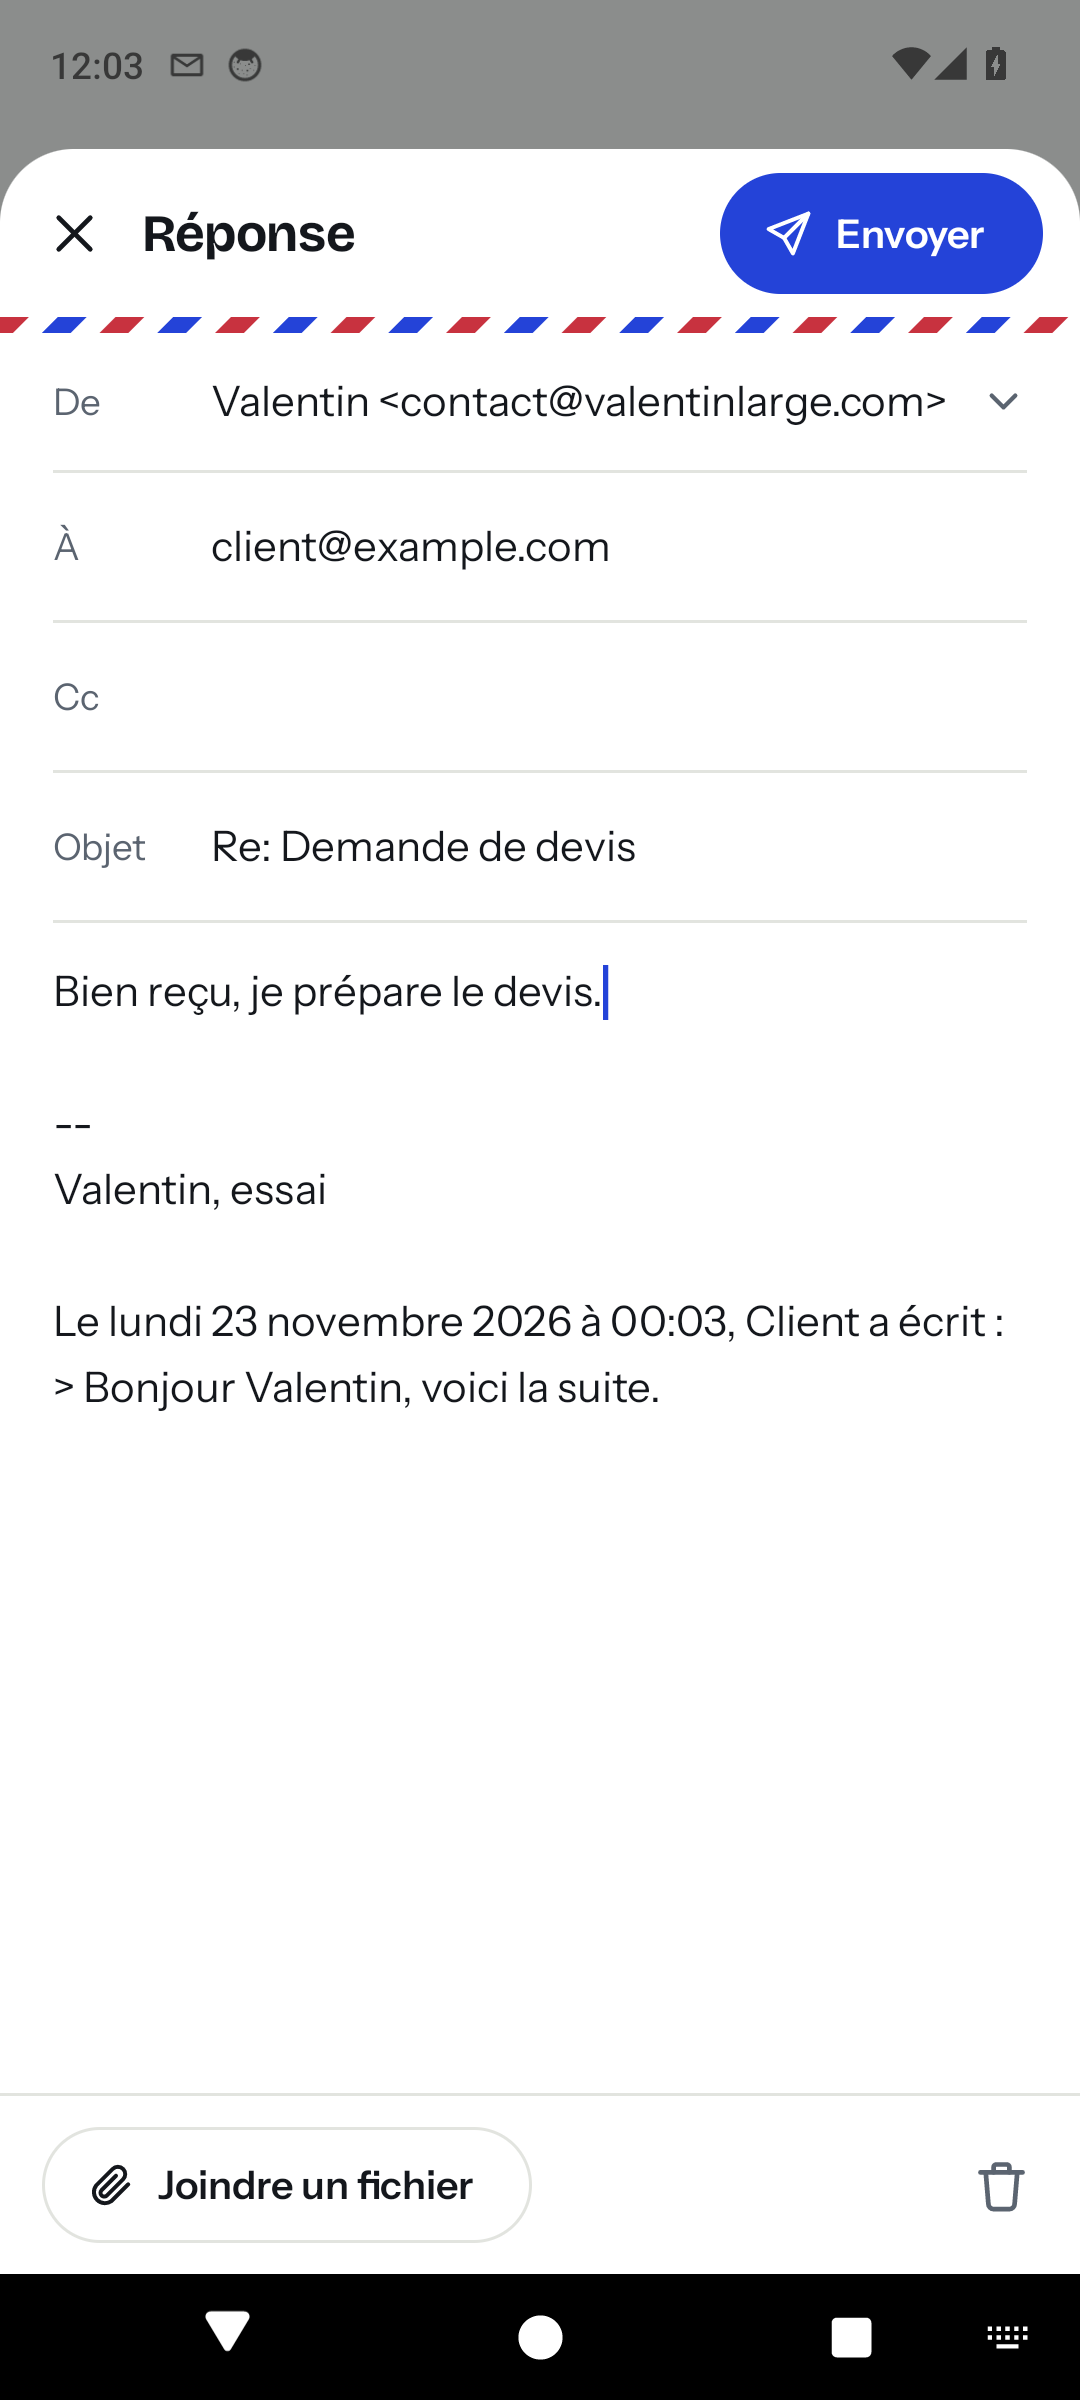 12:03
Réponse
Envoyer
De
Valentin <contact@valentinlarge.com>
À
client@example.com
Cc
Objet
Re: Demande de devis
Bien reçu, je prépare le devis.
--
Valentin, essai
Le lundi 23 novembre 2026 à 00:03, Client a écrit :
> Bonjour Valentin, voici la suite.
Joindre un fichier